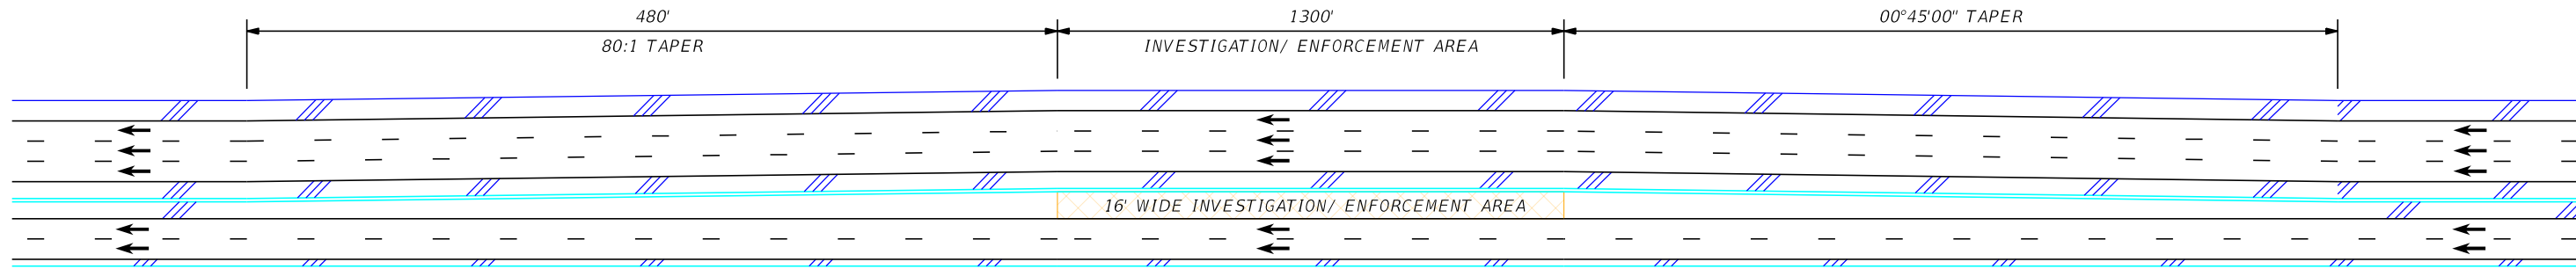 480'
80:1 TAPER
1300'
INVESTIGATION/ ENFORCEMENT AREA
00°45'00" TAPER
16' WIDE INVESTIGATION/ ENFORCEMENT AREA